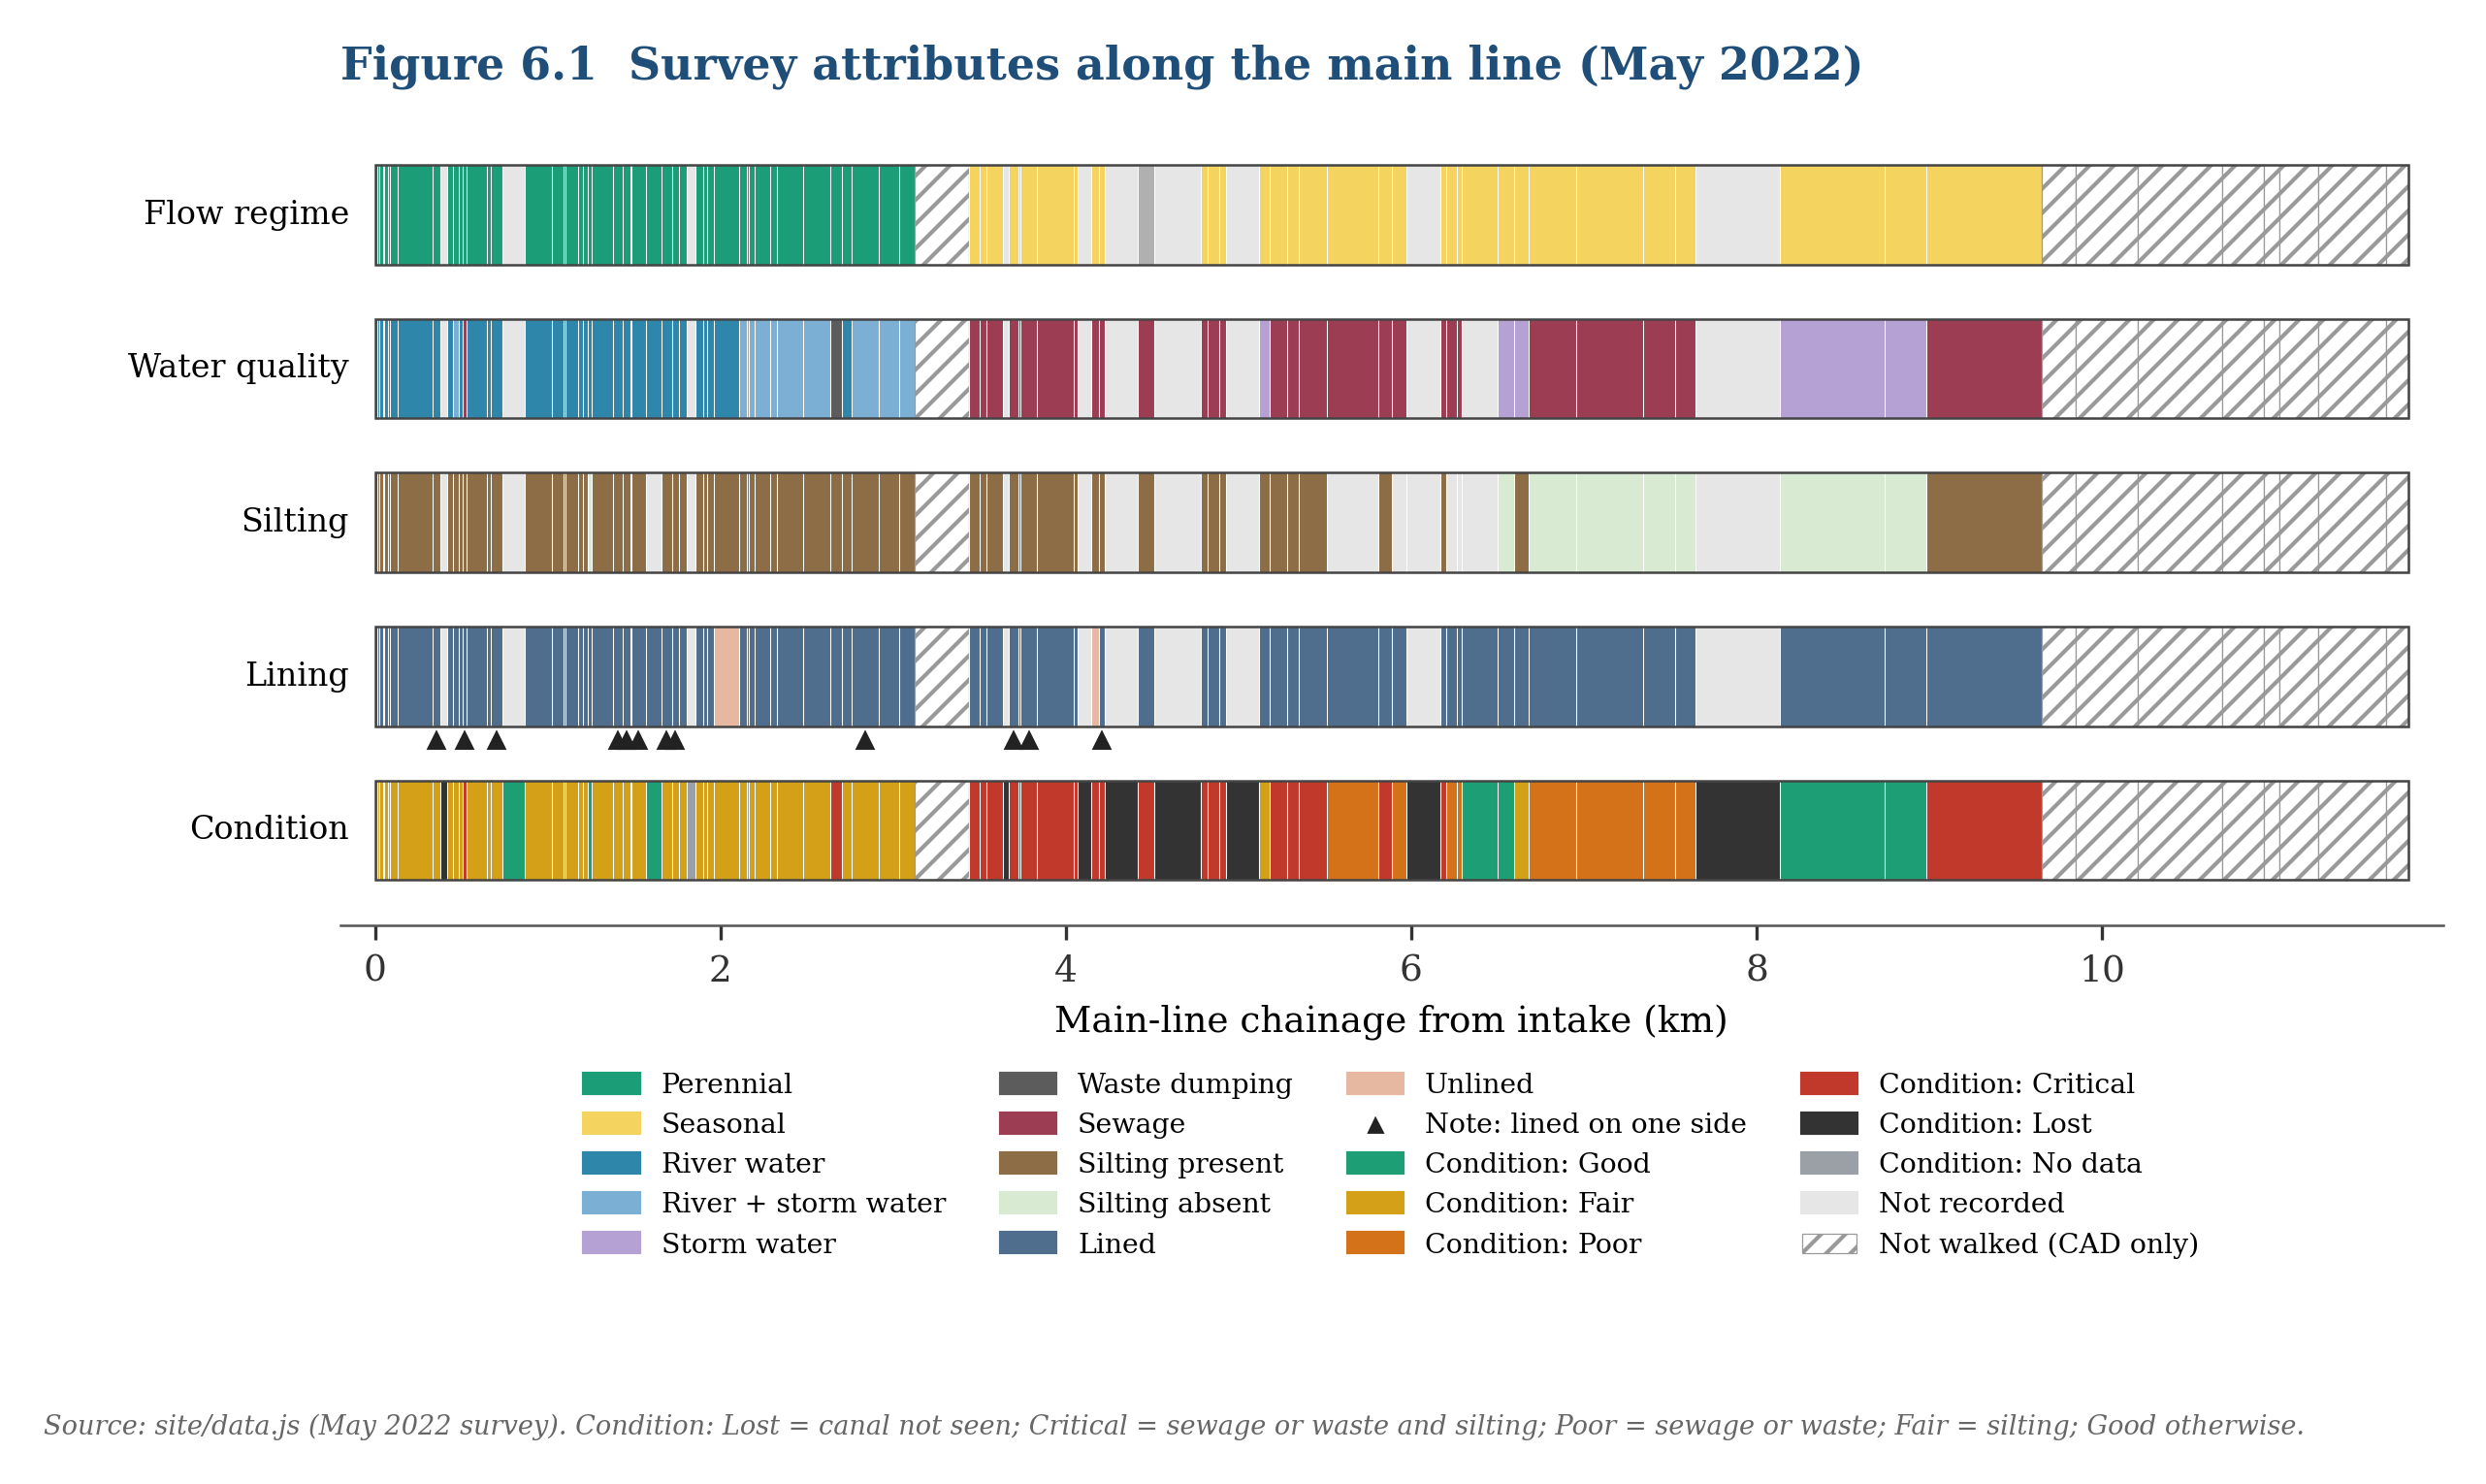 Figure 6.1  Survey attributes along the main line (May 2022)
Flow regime
Water quality
Silting
Lining
Condition
0 2 4 6 8 10
Main-line chainage from intake (km)
Perennial
Seasonal
River water
River + storm water
Storm water
Waste dumping
Sewage
Silting present
Silting absent
Lined
Unlined
Note: lined on one side
Condition: Good
Condition: Fair
Condition: Poor
Condition: Critical
Condition: Lost
Condition: No data
Not recorded
Not walked (CAD only)
Source: site/data.js (May 2022 survey). Condition: Lost = canal not seen; Critical = sewage or waste and silting; Poor = sewage or waste; Fair = silting; Good otherwise.